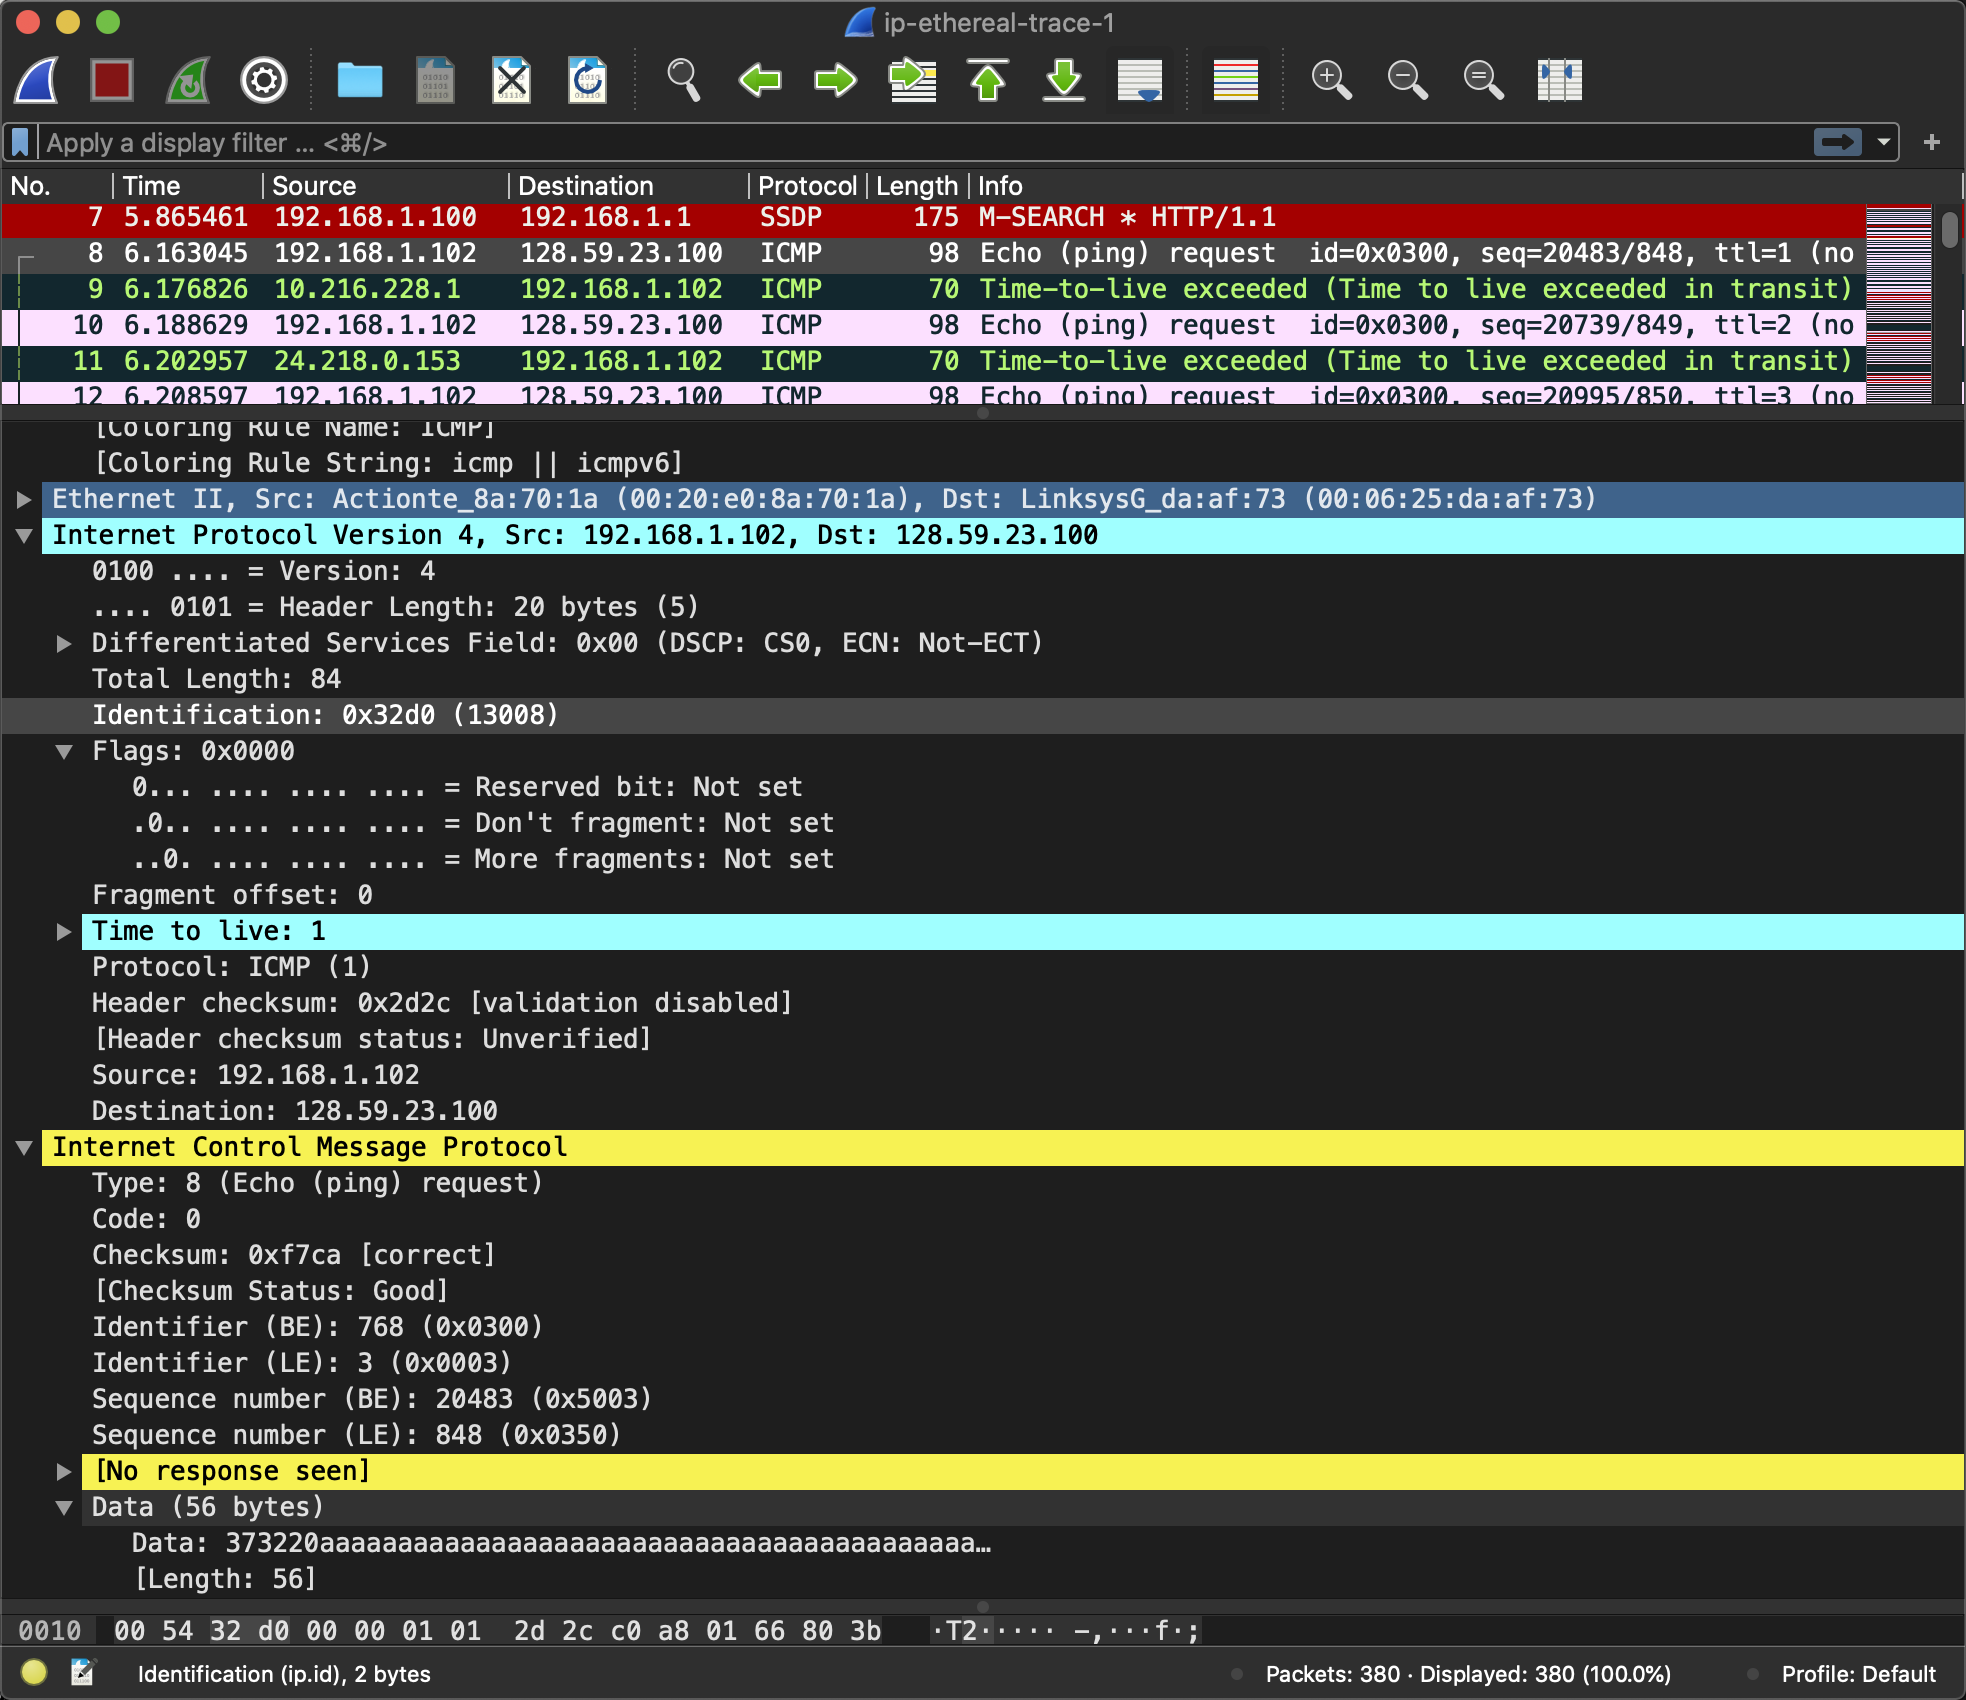 ip-ethereal-trace-1
Apply a display filter ... <⌘/>
No. Time Source Destination Protocol Length Info
7 5.865461 192.168.1.100 192.168.1.1 SSDP 175 M-SEARCH * HTTP/1.1
8 6.163045 192.168.1.102 128.59.23.100 ICMP 98 Echo (ping) request id=0x0300, seq=20483/848, ttl=1 (no
9 6.176826 10.216.228.1 192.168.1.102 ICMP 70 Time-to-live exceeded (Time to live exceeded in transit)
10 6.188629 192.168.1.102 128.59.23.100 ICMP 98 Echo (ping) request id=0x0300, seq=20739/849, ttl=2 (no
11 6.202957 24.218.0.153 192.168.1.102 ICMP 70 Time-to-live exceeded (Time to live exceeded in transit)
12 6.208597 192.168.1.102 128.59.23.100 ICMP 98 Echo (ping) request id=0x0300, seq=20995/850, ttl=3 (no
[Coloring Rule Name: ICMP]
[Coloring Rule String: icmp || icmpv6]
Ethernet II, Src: Actionte_8a:70:1a (00:20:e0:8a:70:1a), Dst: LinksysG_da:af:73 (00:06:25:da:af:73)
Internet Protocol Version 4, Src: 192.168.1.102, Dst: 128.59.23.100
0100 .... = Version: 4
.... 0101 = Header Length: 20 bytes (5)
Differentiated Services Field: 0x00 (DSCP: CS0, ECN: Not-ECT)
Total Length: 84
Identification: 0x32d0 (13008)
Flags: 0x0000
0... .... .... .... = Reserved bit: Not set
.0.. .... .... .... = Don't fragment: Not set
..0. .... .... .... = More fragments: Not set
Fragment offset: 0
Time to live: 1
Protocol: ICMP (1)
Header checksum: 0x2d2c [validation disabled]
[Header checksum status: Unverified]
Source: 192.168.1.102
Destination: 128.59.23.100
Internet Control Message Protocol
Type: 8 (Echo (ping) request)
Code: 0
Checksum: 0xf7ca [correct]
[Checksum Status: Good]
Identifier (BE): 768 (0x0300)
Identifier (LE): 3 (0x0003)
Sequence number (BE): 20483 (0x5003)
Sequence number (LE): 848 (0x0350)
[No response seen]
Data (56 bytes)
Data: 373220aaaaaaaaaaaaaaaaaaaaaaaaaaaaaaaaaaaaaaaaaa…
[Length: 56]
0010 00 54 32 d0 00 00 01 01 2d 2c c0 a8 01 66 80 3b ·T2····· -,···f·;
Identification (ip.id), 2 bytes
Packets: 380 · Displayed: 380 (100.0%)
Profile: Default